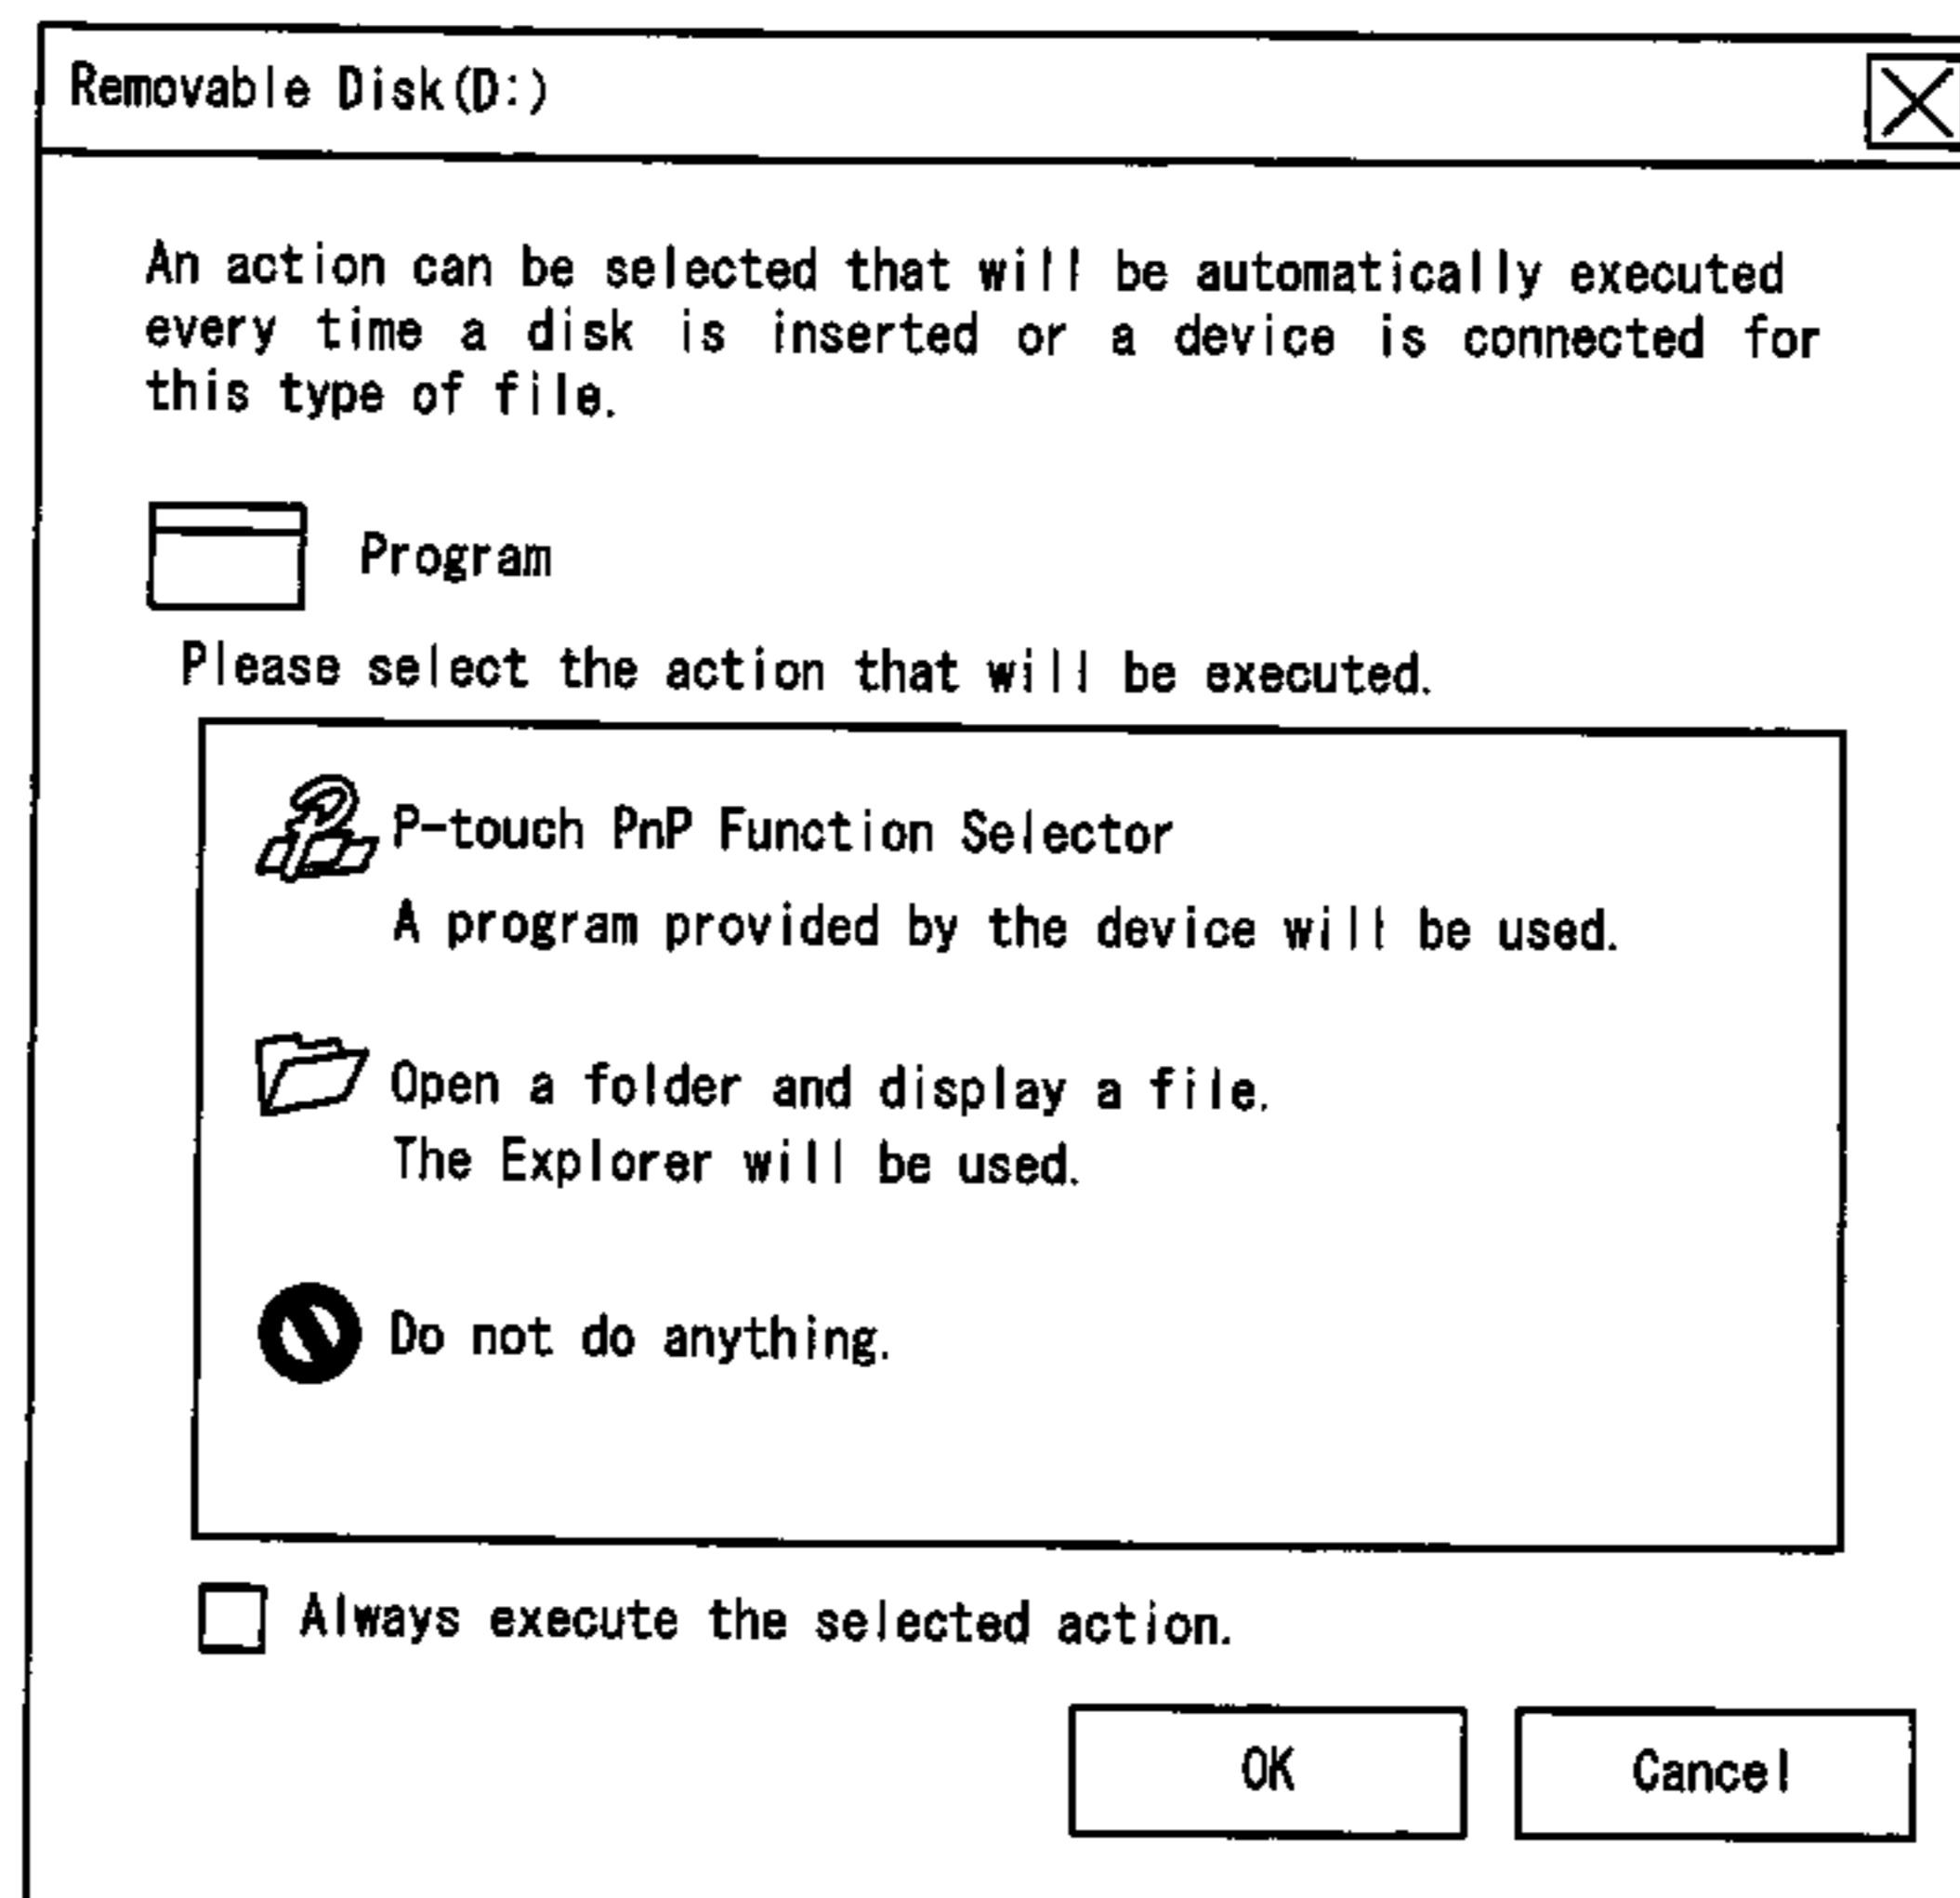 Removable Disk(D:)
An action can be selected that will be automatically executed
every time a disk is inserted or a device is connected for
this type of file.
Program
Please select the action that will be executed.
P-touch PnP Function Selector
A program provided by the device will be used.
Open a folder and display a file.
The Explorer will be used.
Do not do anything.
Always execute the selected action.
OK
Cancel